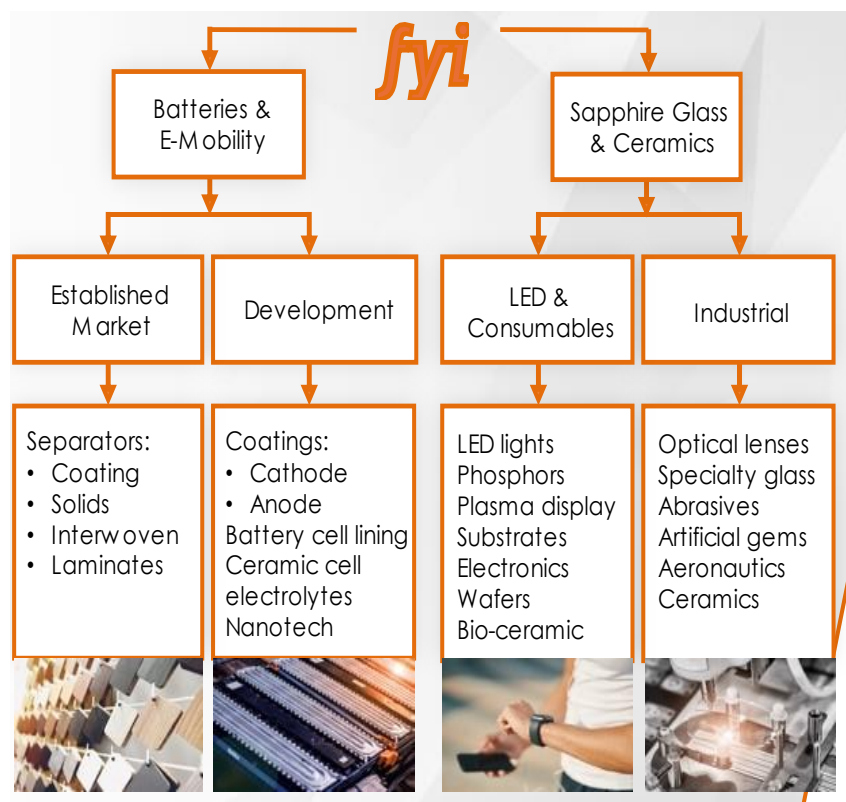 fyi
Batteries &
E-Mobility
Sapphire Glass
& Ceramics
Established
Market
Development
LED &
Consumables
Industrial
Separators:
• Coating
• Solids
• Interwoven
• Laminates
Coatings:
• Cathode
• Anode
Battery cell lining
Ceramic cell
electrolytes
Nanotech
LED lights
Phosphors
Plasma display
Substrates
Electronics
Wafers
Bio-ceramic
Optical lenses
Specialty glass
Abrasives
Artificial gems
Aeronautics
Ceramics